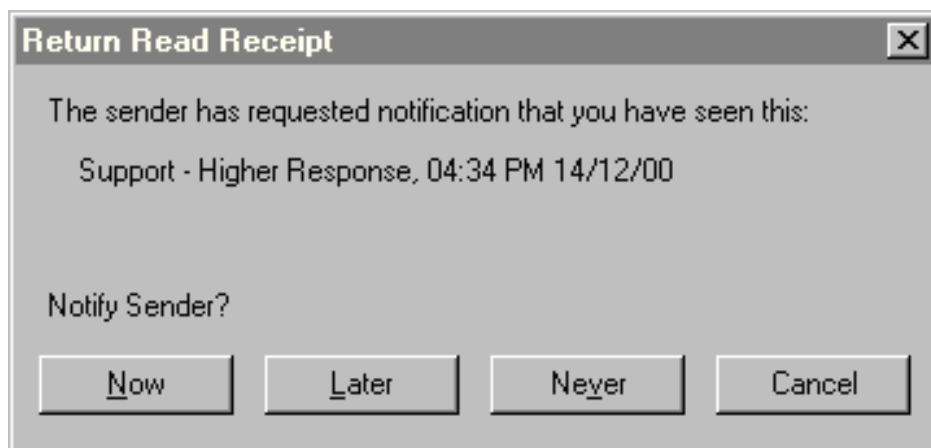 Return Read Receipt
The sender has requested notification that you have seen this:
Support - Higher Response, 04:34 PM 14/12/00
Notify Sender?
Now Later Never Cancel